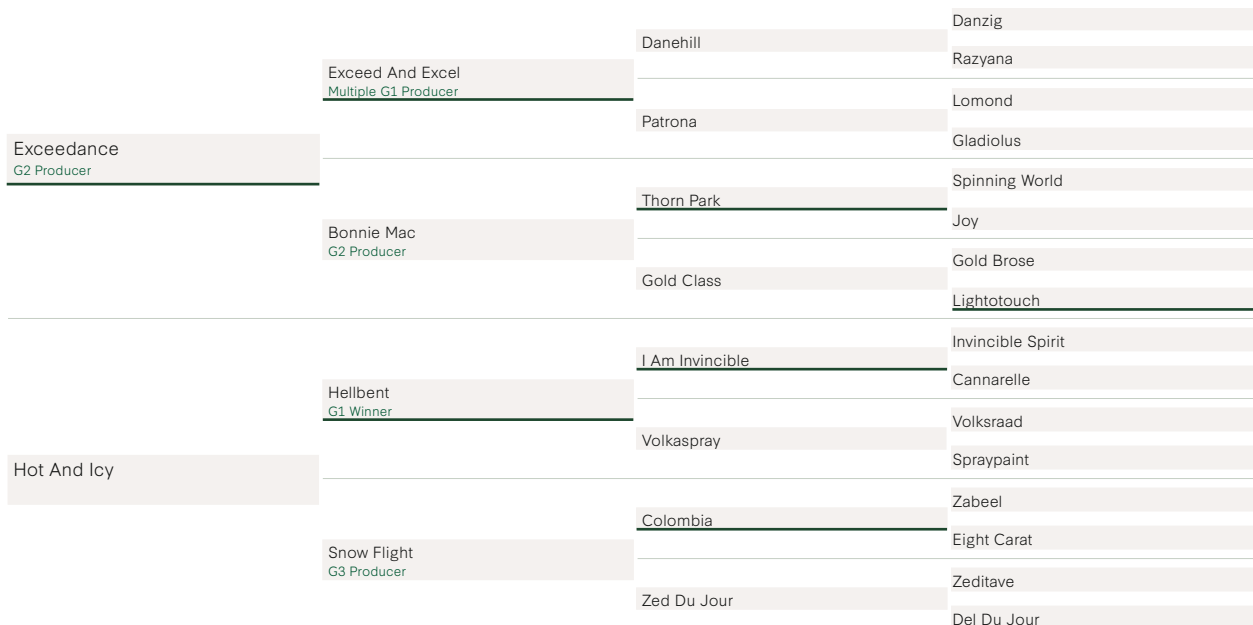 Exceedance
G2 Producer
Exceed And Excel
Multiple G1 Producer
Danehill
Danzig
Razyana
Patrona
Lomond
Gladiolus
Bonnie Mac
G2 Producer
Thorn Park
Spinning World
Joy
Gold Class
Gold Brose
Lightotouch
Hot And Icy
Hellbent
G1 Winner
I Am Invincible
Invincible Spirit
Cannarelle
Volkaspray
Volksraad
Spraypaint
Snow Flight
G3 Producer
Colombia
Zabeel
Eight Carat
Zed Du Jour
Zeditave
Del Du Jour